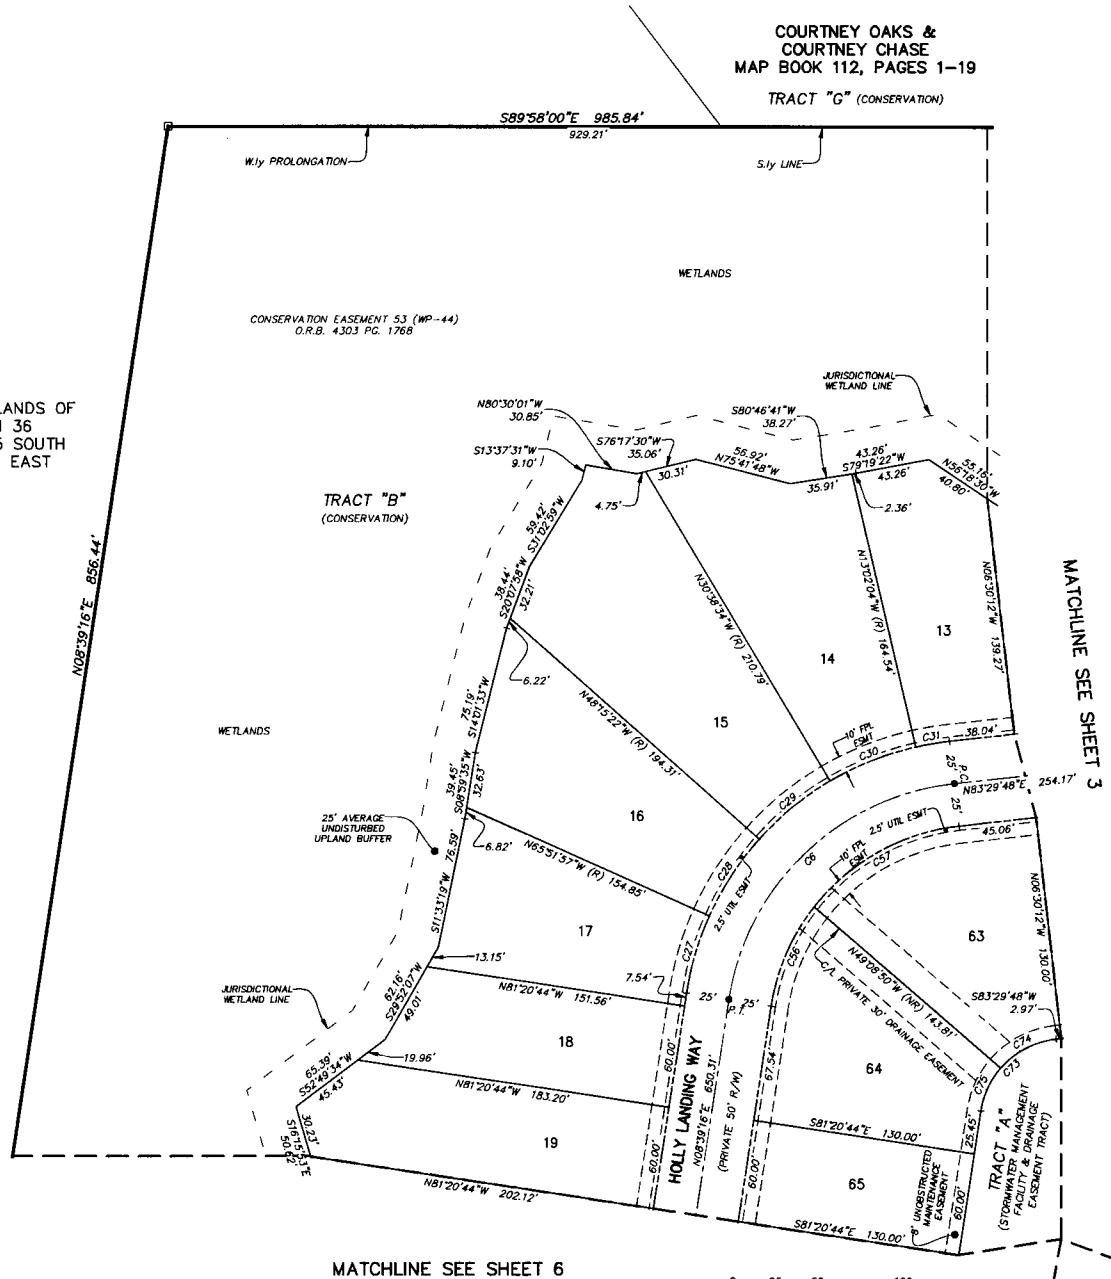 COURTNEY OAKS &
COURTNEY CHASE
MAP BOOK 112, PAGES 1-19
TRACT "G" (CONSERVATION)
S89°58'00"E 985.84'
929.21'
W.ly PROLONGATION
S.ly LINE
WETLANDS
CONSERVATION EASEMENT 53 (WP-44)
O.R.B. 4303 PG. 1768
JURISDICTIONAL
WETLAND LINE
LANDS OF
36
SOUTH
EAST
N80°30'01"W
30.85'
S80°46'41"W
38.27'
S13°37'31"W
9.10'
S76°17'30"W
35.06'
30.31'
56.92'
N75°41'48"W
43.26'
S79°19'22"W
43.26'
55.16'
N56°18'30"W
40.80'
4.75'
35.91'
2.36'
TRACT "B"
(CONSERVATION)
59.42'
S31°02'59"W
38.44'
S20°07'58"W
32.21'
N08°39'16"E 856.44'
N30°38'34"W (R) 210.79'
N13°02'04"W (R) 164.54'
N06°30'12"W 139.27'
MATCHLINE SEE SHEET 3
13
14
15
6.22'
75.19'
S14°01'33"W
N48°15'22"W (R) 194.31'
WETLANDS
10' FPL
ESMT
C30
C31
38.04'
25'
P.C.
25'
N83°29'48"E 254.17'
39.45'
S08°59'35"W
32.63'
C29
16
25' AVERAGE
UNDISTURBED
UPLAND BUFFER
6.82'
76.59'
S11°33'19"W
N65°51'57"W (R) 154.85'
C28
2.5' UTIL ESMT
C6
2.5' UTIL ESMT
10' FPL
ESMT
C57
45.06'
17
C27
C56
63
N06°30'12"W 130.00'
13.15'
62.16'
S29°52'07"W
49.01'
7.54'
N81°20'44"W 151.56'
25'
P.T.
25'
C/L PRIVATE 30' DRAINAGE EASEMENT
N49°08'50"W (NR) 143.81'
S83°29'48"W
2.97'
JURISDICTIONAL
WETLAND LINE
18
19.96'
65.39'
S52°49'34"W
45.43'
N81°20'44"W 183.20'
60.00'
HOLLY LANDING WAY
N08°39'16"E 650.31'
(PRIVATE 50' R/W)
67.54'
64
C74
C73
C75
30.23'
S16°15'53"E
50.62'
19
S81°20'44"E 130.00'
25.45'
TRACT "A"
(STORMWATER MANAGEMENT
FACILITY & DRAINAGE
EASEMENT TRACT)
N81°20'44"W 202.12'
60.00'
60.00'
65
8' UNOBSTRUCTED
MAINTENANCE
EASEMENT
60.00'
S81°20'44"E 130.00'
MATCHLINE SEE SHEET 6